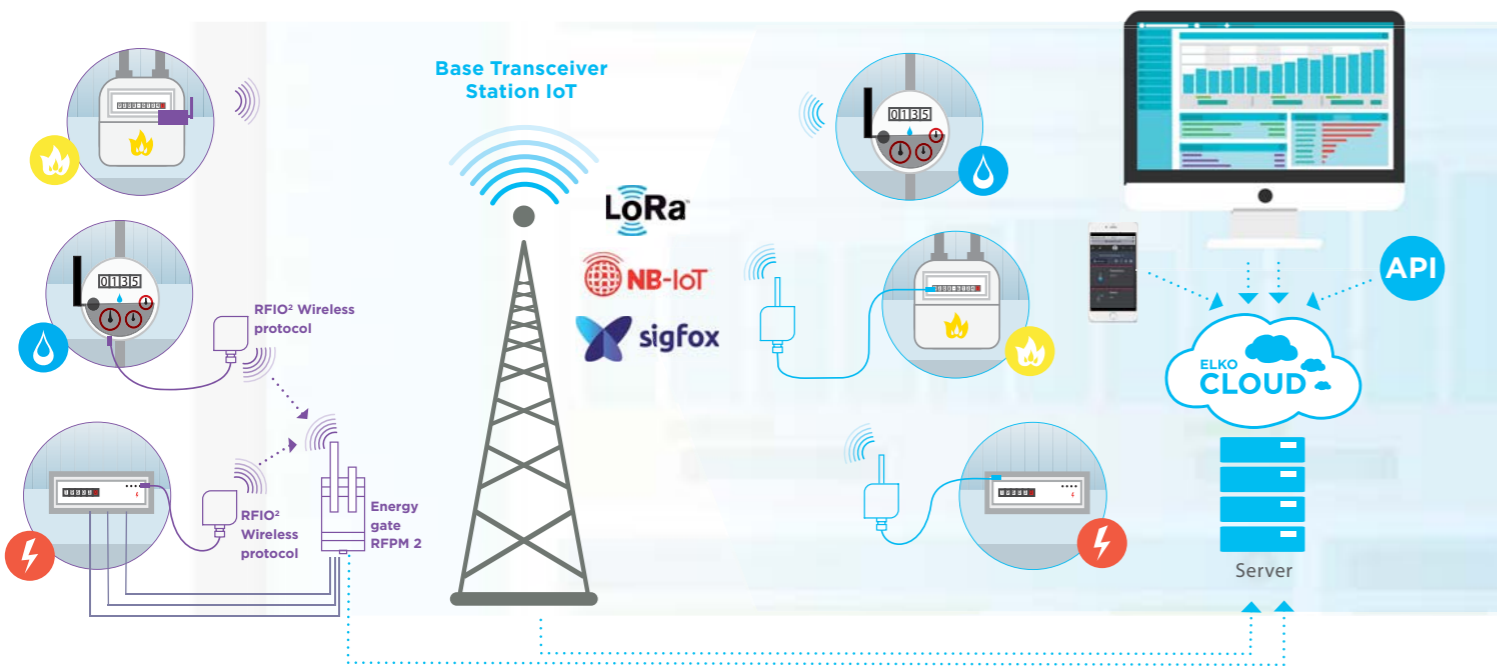 Base Transceiver
Station IoT
LoRa
NB-IoT
sigfox
0135
0135
RFIO² Wireless
protocol
RFIO²
Wireless
protocol
Energy
gate
RFPM 2
API
ELKO
CLOUD
Server